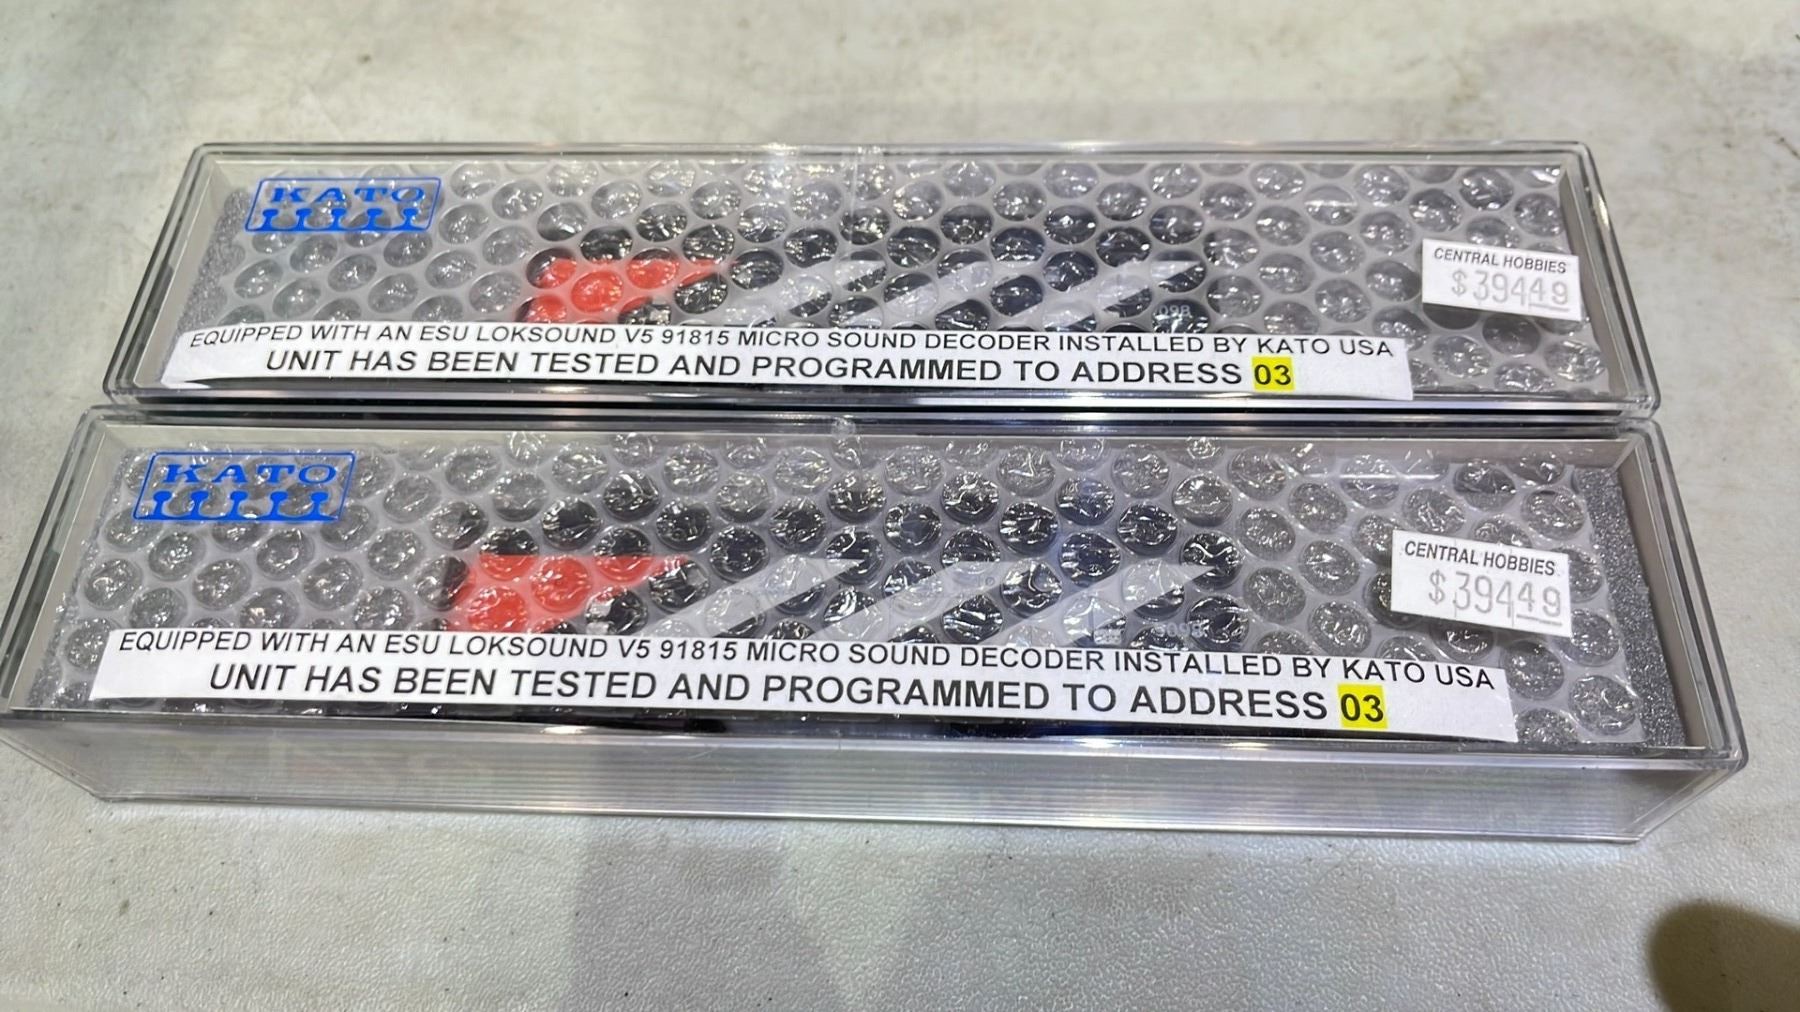 KATO
CENTRAL HOBBIES
$39449
EQUIPPED WITH AN ESU LOKSOUND V5 91815 MICRO SOUND DECODER INSTALLED BY KATO USA
UNIT HAS BEEN TESTED AND PROGRAMMED TO ADDRESS 03
KATO
CENTRAL HOBBIES
$39449
EQUIPPED WITH AN ESU LOKSOUND V5 91815 MICRO SOUND DECODER INSTALLED BY KATO USA
UNIT HAS BEEN TESTED AND PROGRAMMED TO ADDRESS 03